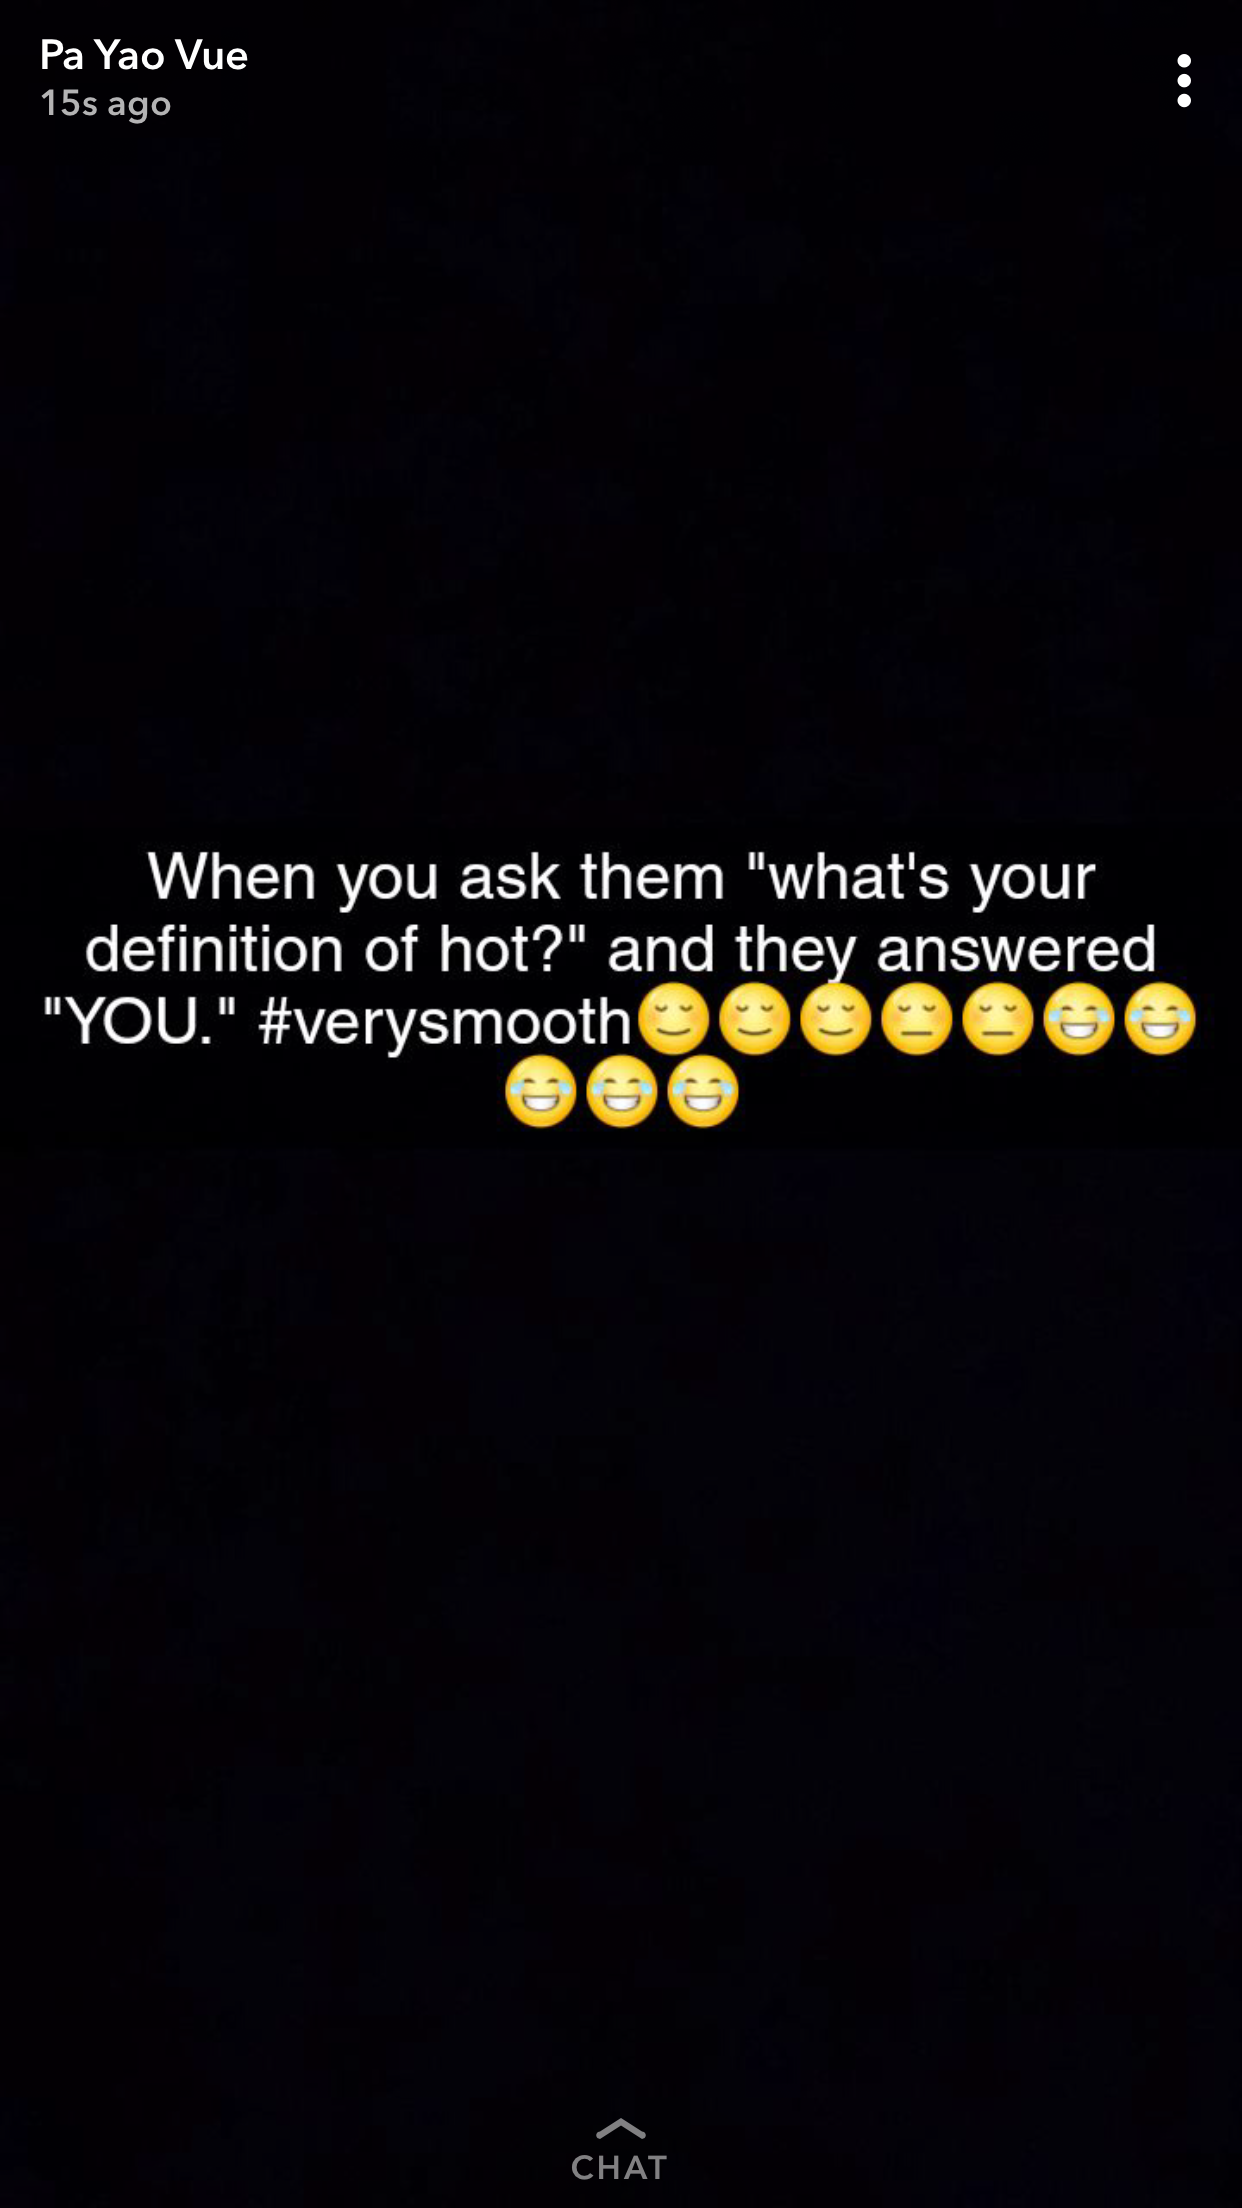 Pa Yao Vue
15s ago
When you ask them "what's your
definition of hot?" and they answered
"YOU." #verysmooth😌😌😌😔😔😂😂
😂😂😂
CHAT